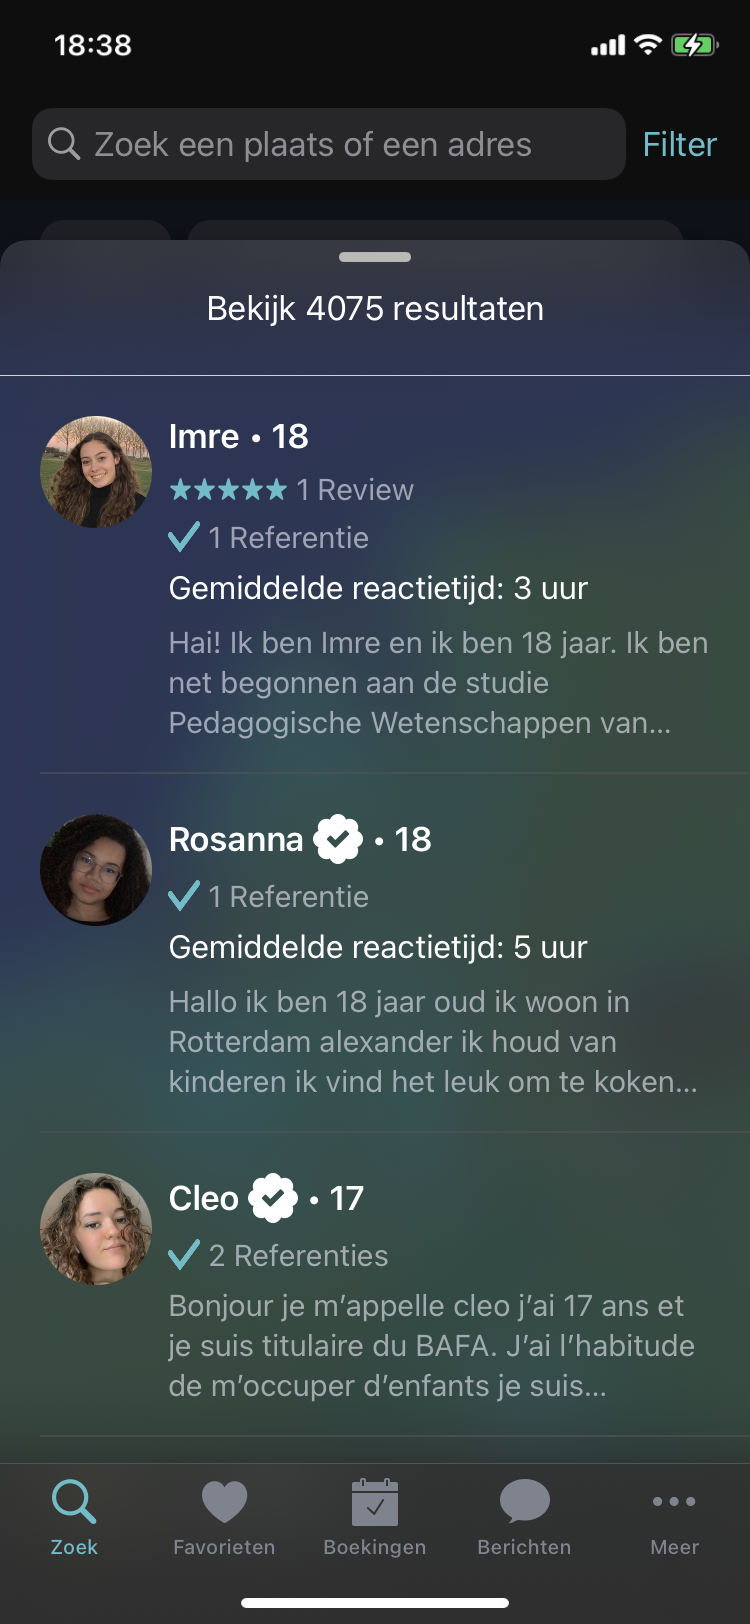 18:38
Zoek een plaats of een adres
Filter
Bekijk 4075 resultaten
Imre • 18
1 Review
1 Referentie
Gemiddelde reactietijd: 3 uur
Hai! Ik ben Imre en ik ben 18 jaar. Ik ben
net begonnen aan de studie
Pedagogische Wetenschappen van...
Rosanna • 18
1 Referentie
Gemiddelde reactietijd: 5 uur
Hallo ik ben 18 jaar oud ik woon in
Rotterdam alexander ik houd van
kinderen ik vind het leuk om te koken...
Cleo • 17
2 Referenties
Bonjour je m’appelle cleo j’ai 17 ans et
je suis titulaire du BAFA. J’ai l’habitude
de m’occuper d’enfants je suis...
Zoek
Favorieten
Boekingen
Berichten
Meer